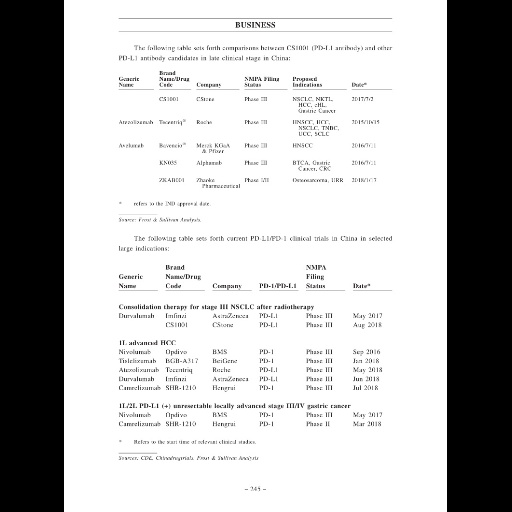 BUSINESS
The following table sets forth comparisons between CS1001 (PD-L1 antibody) and other
PD-L1 antibody candidates in late clinical stage in China:
Brand
Generic Name/Drug NMPA Filing Proposed
Name Code Company Status Indications Date*
CS1001 CStone Phase III NSCLC, NKTL, 2017/7/2
HCC, cHL,
Gastric Cancer
Atezolizumab Tecentriq® Roche Phase III HNSCC, HCC, 2015/10/15
NSCLC, TNBC,
UCC, SCLC
Avelumab Bavencio® Merck KGaA Phase III HNSCC 2016/7/11
& Pfizer
KN035 Alphamab Phase III BTCA, Gastric 2016/7/11
Cancer, CRC
ZKAB001 Zhaoke Phase I/II Osteosarcoma, URR 2018/1/17
Pharmaceutical
* refers to the IND approval date.
Source: Frost & Sullivan Analysis.
The following table sets forth current PD-L1/PD-1 clinical trials in China in selected
large indications:
Brand NMPA
Generic Name/Drug Filing
Name Code Company PD-1/PD-L1 Status Date*
Consolidation therapy for stage III NSCLC after radiotherapy
Durvalumab Imfinzi AstraZeneca PD-L1 Phase III May 2017
CS1001 CStone PD-L1 Phase III Aug 2018
1L advanced HCC
Nivolumab Opdivo BMS PD-1 Phase III Sep 2016
Tislelizumab BGB-A317 BeiGene PD-1 Phase III Jan 2018
Atezolizumab Tecentriq Roche PD-L1 Phase III May 2018
Durvalumab Imfinzi AstraZeneca PD-L1 Phase III Jun 2018
Camrelizumab SHR-1210 Hengrui PD-1 Phase III Jul 2018
1L/2L PD-L1 (+) unresectable locally advanced stage III/IV gastric cancer
Nivolumab Opdivo BMS PD-1 Phase III May 2017
Camrelizumab SHR-1210 Hengrui PD-1 Phase II Mar 2018
* Refers to the start time of relevant clinical studies.
Sources: CDE, Chinadrugtrials, Frost & Sullivan Analysis